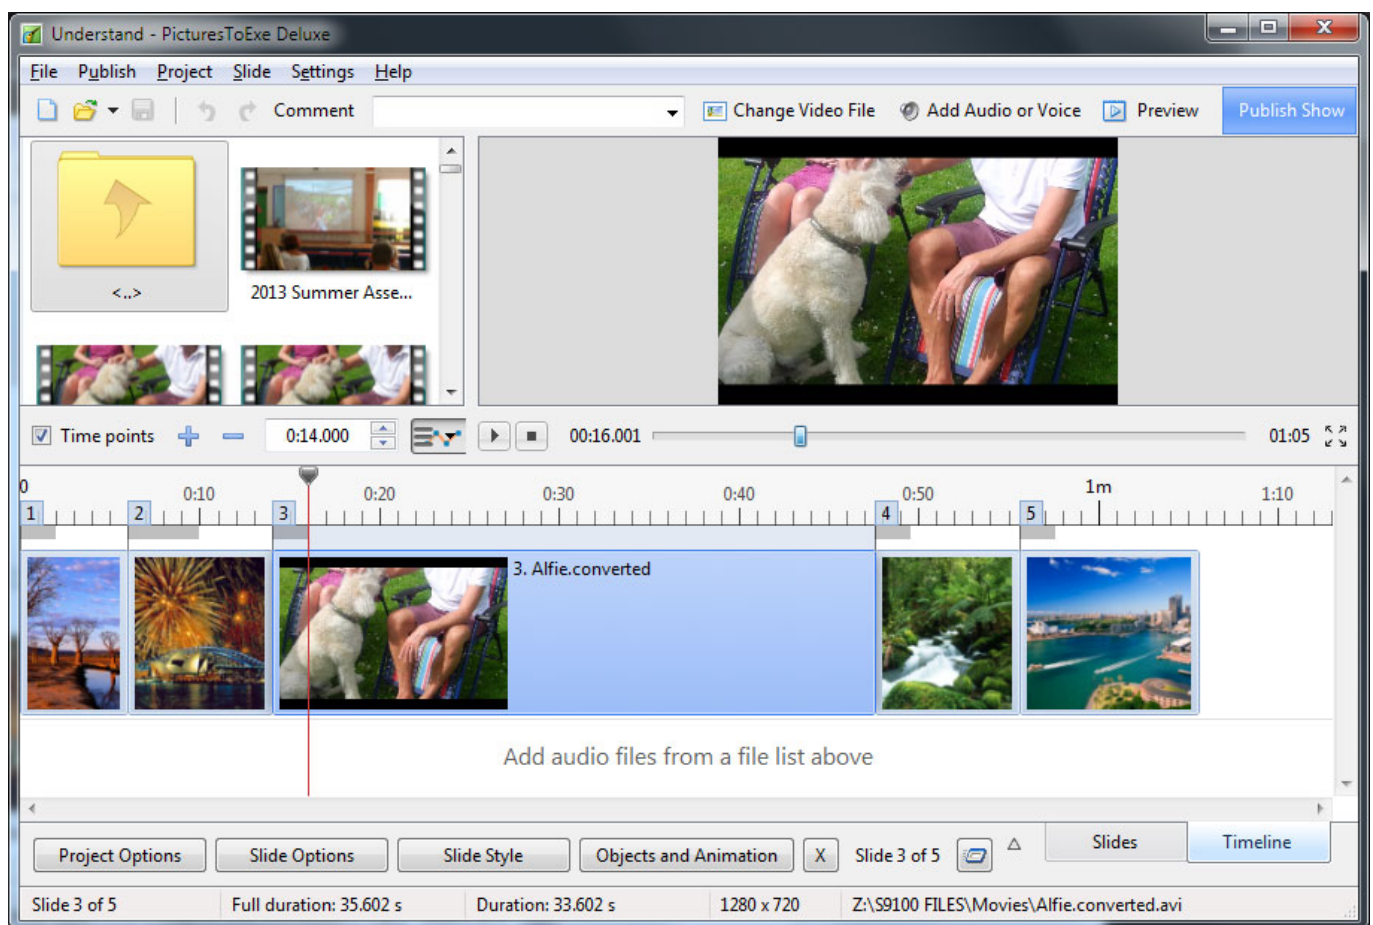 Understand - PicturesToExe Deluxe
File Publish Project Slide Settings Help
Comment Change Video File Add Audio or Voice Preview Publish Show
<..> 2013 Summer Asse...
Time points 0:14.000 00:16.001 01:05
0 0:10 0:20 0:30 0:40 0:50 1m 1:10
1 2 3 4 5
3. Alfie.converted
Add audio files from a file list above
Project Options Slide Options Slide Style Objects and Animation X Slide 3 of 5 Slides Timeline
Slide 3 of 5 Full duration: 35.602 s Duration: 33.602 s 1280 x 720 Z:\S9100 FILES\Movies\Alfie.converted.avi